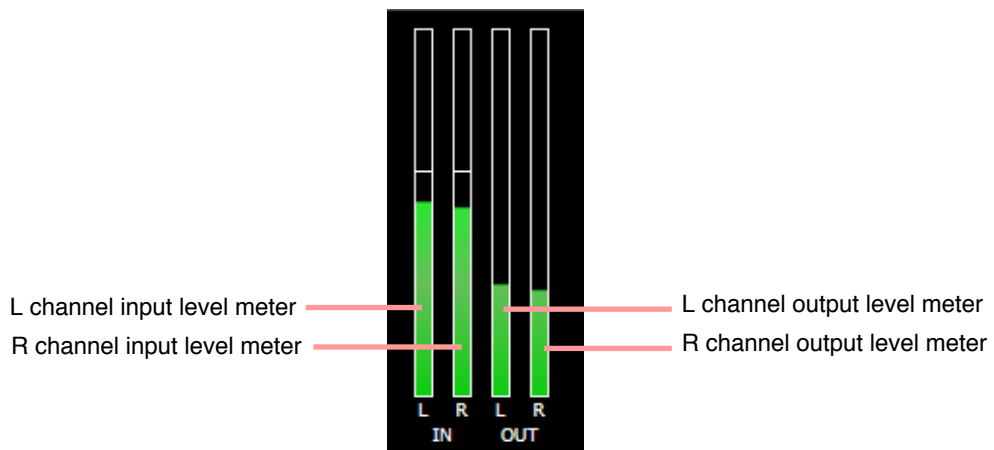 L channel input level meter
R channel input level meter
L channel output level meter
R channel output level meter
L R L R
IN OUT